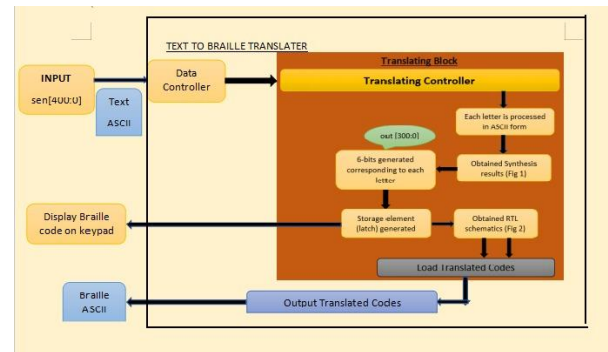 TEXT TO BRAILLE TRANSLATER
Translating Block
INPUT
sen[400:0]
Text
ASCII
Data
Controller
Translating Controller
Each letter is processed
in ASCII form
out [300:0]
6-bits generated
corresponding to each
letter
Obtained Synthesis
results (Fig 1)
Display Braille
code on keypad
Storage element
(latch) generated
Obtained RTL
schematics (Fig 2)
Load Translated Codes
Braille
ASCII
Output Translated Codes